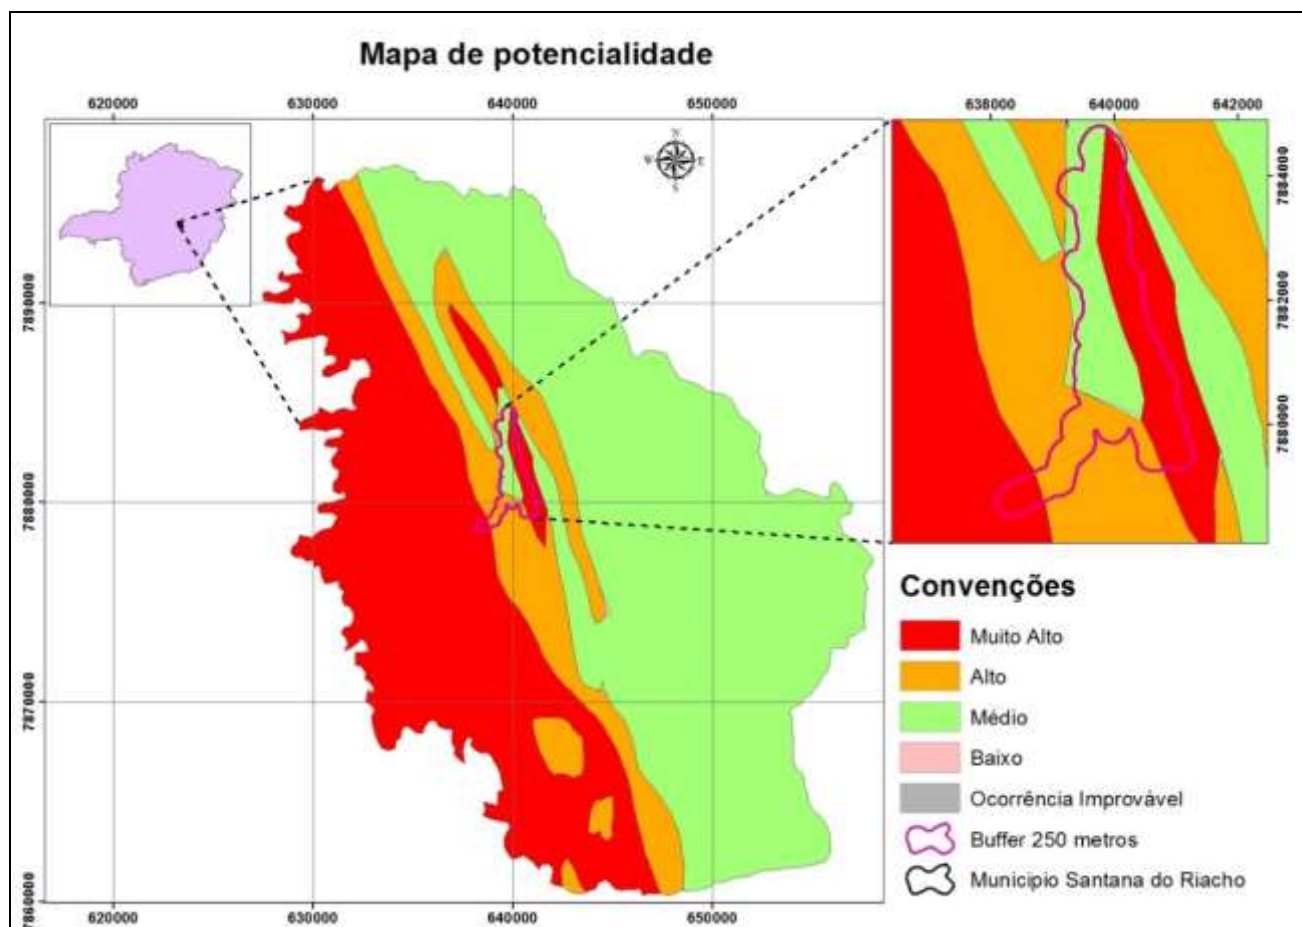 Mapa de potencialidade
620000 630000 640000 650000
638000 640000 642000
N
W E
S
7884000
7882000
7880000
7890000
7880000
7870000
7860000
Convenções
Muito Alto
Alto
Médio
Baixo
Ocorrência Improvável
Buffer 250 metros
Municipio Santana do Riacho
620000 630000 640000 650000